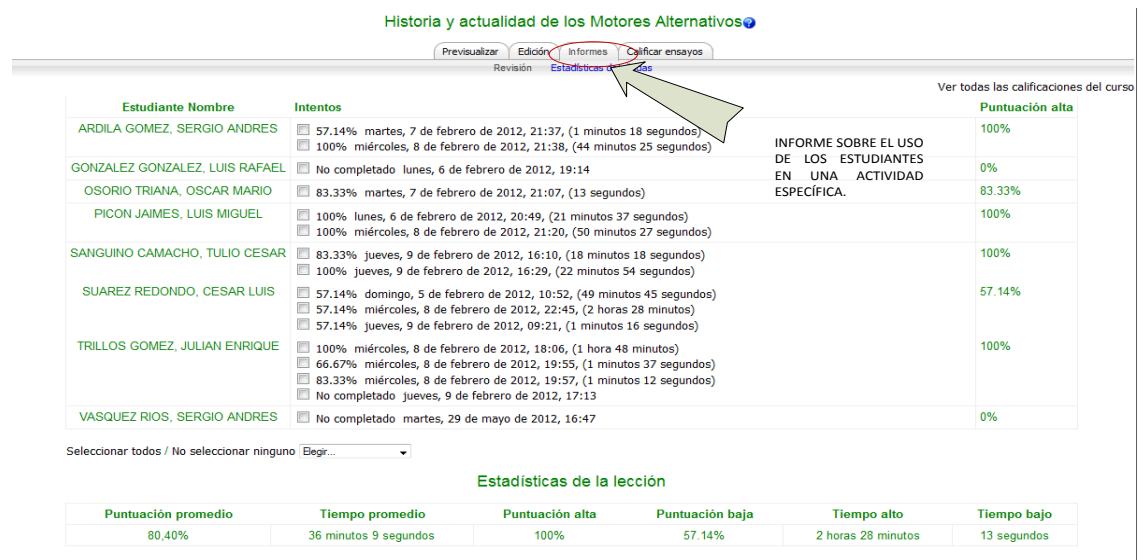 Historia y actualidad de los Motores Alternativos
Previsualizar Edición Informes Calificar ensayos
Revisión Estadísticas
Ver todas las calificaciones del curso
Estudiante Nombre Intentos Puntuación alta
ARDILA GOMEZ, SERGIO ANDRES 57.14% martes, 7 de febrero de 2012, 21:37, (1 minutos 18 segundos) 100%
100% miércoles, 8 de febrero de 2012, 21:38, (44 minutos 25 segundos)
INFORME SOBRE EL USO
DE LOS ESTUDIANTES
EN UNA ACTIVIDAD
ESPECÍFICA.
GONZALEZ GONZALEZ, LUIS RAFAEL No completado lunes, 6 de febrero de 2012, 19:14 0%
OSORIO TRIANA, OSCAR MARIO 83.33% martes, 7 de febrero de 2012, 21:07, (13 segundos) 83.33%
PICON JAIMES, LUIS MIGUEL 100% lunes, 6 de febrero de 2012, 20:49, (21 minutos 37 segundos) 100%
100% miércoles, 8 de febrero de 2012, 21:20, (50 minutos 27 segundos)
SANGUINO CAMACHO, TULIO CESAR 83.33% jueves, 9 de febrero de 2012, 16:10, (18 minutos 18 segundos) 100%
100% jueves, 9 de febrero de 2012, 16:29, (22 minutos 54 segundos)
SUAREZ REDONDO, CESAR LUIS 57.14% domingo, 5 de febrero de 2012, 10:52, (49 minutos 45 segundos) 57.14%
57.14% miércoles, 8 de febrero de 2012, 22:45, (2 horas 28 minutos)
57.14% jueves, 9 de febrero de 2012, 09:21, (1 minutos 16 segundos)
TRILLOS GOMEZ, JULIAN ENRIQUE 100% miércoles, 8 de febrero de 2012, 18:06, (1 hora 48 minutos) 100%
66.67% miércoles, 8 de febrero de 2012, 19:55, (1 minutos 37 segundos)
83.33% miércoles, 8 de febrero de 2012, 19:57, (1 minutos 12 segundos)
No completado jueves, 9 de febrero de 2012, 17:13
VASQUEZ RIOS, SERGIO ANDRES No completado martes, 29 de mayo de 2012, 16:47 0%
Seleccionar todos / No seleccionar ninguno Elegir...
Estadísticas de la lección
Puntuación promedio Tiempo promedio Puntuación alta Puntuación baja Tiempo alto Tiempo bajo
80,40% 36 minutos 9 segundos 100% 57.14% 2 horas 28 minutos 13 segundos